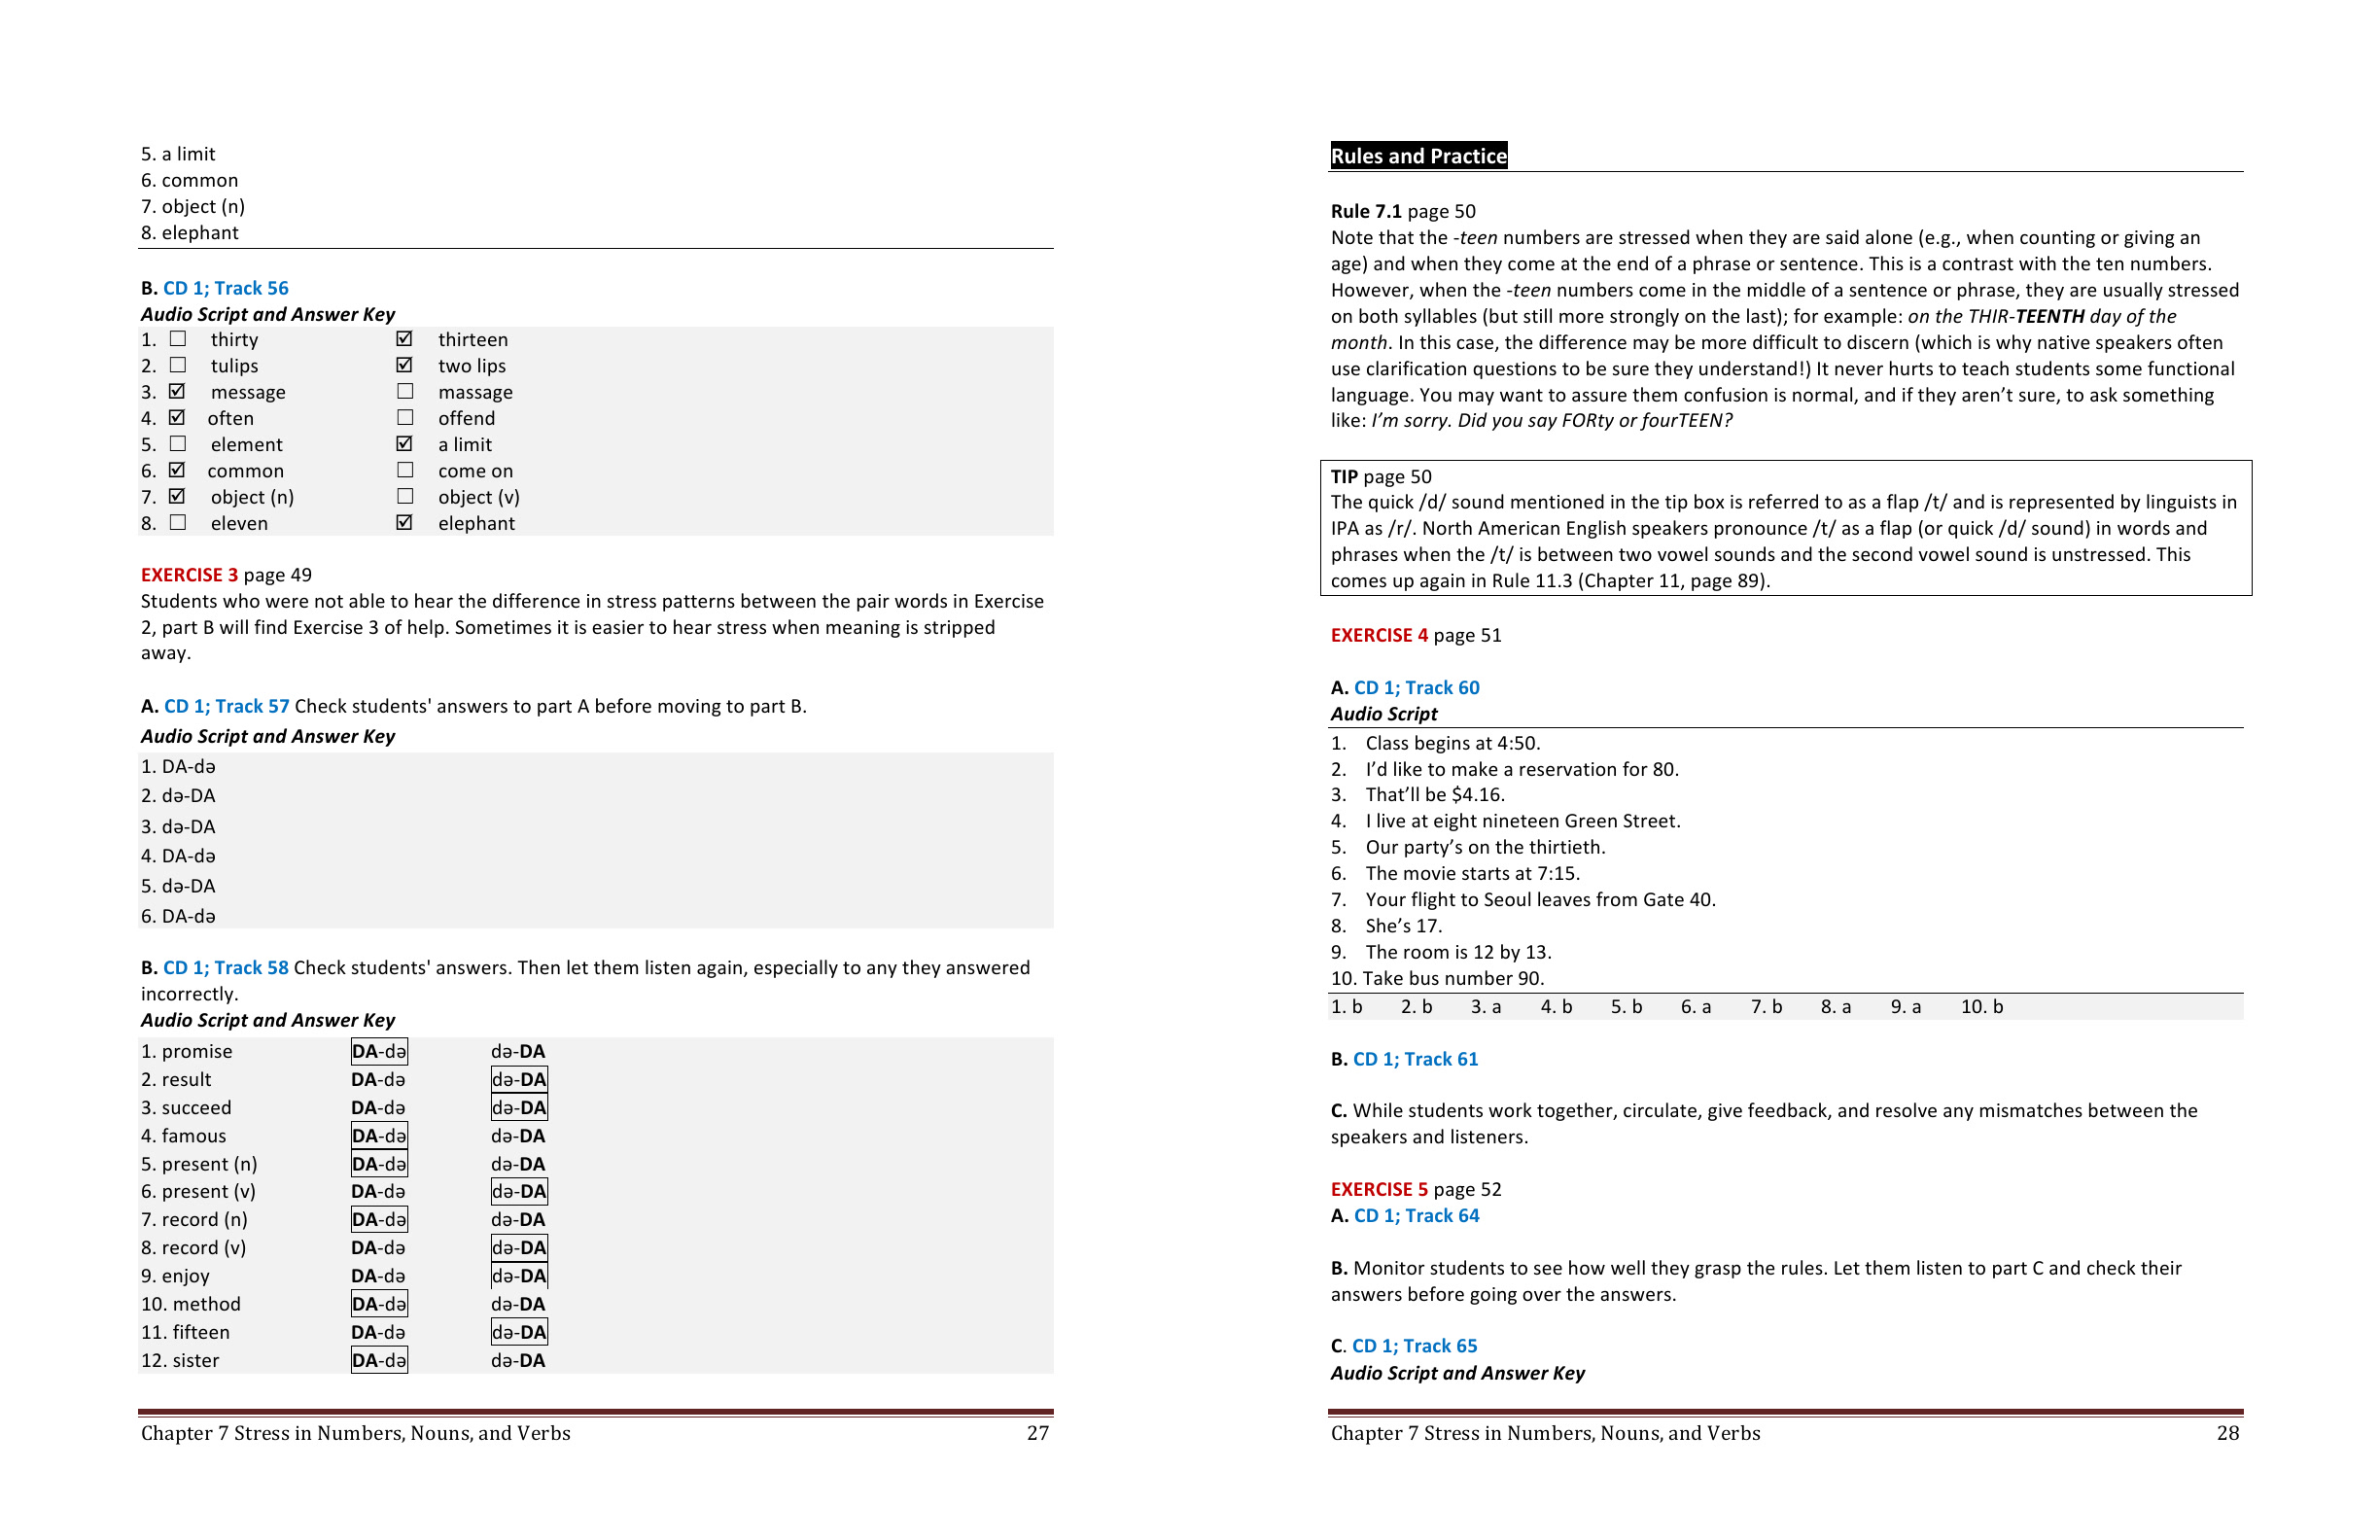 5. a limit
6. common
7. object (n)
8. elephant
B. CD 1; Track 56
Audio Script and Answer Key
1. ☐ thirty ☑ thirteen
2. ☐ tulips ☑ two lips
3. ☑ message ☐ massage
4. ☑ often ☐ offend
5. ☐ element ☑ a limit
6. ☑ common ☐ come on
7. ☑ object (n) ☐ object (v)
8. ☐ eleven ☑ elephant
EXERCISE 3 page 49
Students who were not able to hear the difference in stress patterns between the pair words in Exercise
2, part B will find Exercise 3 of help. Sometimes it is easier to hear stress when meaning is stripped
away.
A. CD 1; Track 57 Check students' answers to part A before moving to part B.
Audio Script and Answer Key
1. DA-də
2. də-DA
3. də-DA
4. DA-də
5. də-DA
6. DA-də
B. CD 1; Track 58 Check students' answers. Then let them listen again, especially to any they answered
incorrectly.
Audio Script and Answer Key
1. promise DA-də də-DA
2. result DA-də də-DA
3. succeed DA-də də-DA
4. famous DA-də də-DA
5. present (n) DA-də də-DA
6. present (v) DA-də də-DA
7. record (n) DA-də də-DA
8. record (v) DA-də də-DA
9. enjoy DA-də də-DA
10. method DA-də də-DA
11. fifteen DA-də də-DA
12. sister DA-də də-DA
Chapter 7 Stress in Numbers, Nouns, and Verbs 27
Rules and Practice
Rule 7.1 page 50
Note that the -teen numbers are stressed when they are said alone (e.g., when counting or giving an
age) and when they come at the end of a phrase or sentence. This is a contrast with the ten numbers.
However, when the -teen numbers come in the middle of a sentence or phrase, they are usually stressed
on both syllables (but still more strongly on the last); for example: on the THIR-TEENTH day of the
month. In this case, the difference may be more difficult to discern (which is why native speakers often
use clarification questions to be sure they understand!) It never hurts to teach students some functional
language. You may want to assure them confusion is normal, and if they aren't sure, to ask something
like: I'm sorry. Did you say FORty or fourTEEN?
TIP page 50
The quick /d/ sound mentioned in the tip box is referred to as a flap /t/ and is represented by linguists in
IPA as /r/. North American English speakers pronounce /t/ as a flap (or quick /d/ sound) in words and
phrases when the /t/ is between two vowel sounds and the second vowel sound is unstressed. This
comes up again in Rule 11.3 (Chapter 11, page 89).
EXERCISE 4 page 51
A. CD 1; Track 60
Audio Script
1. Class begins at 4:50.
2. I'd like to make a reservation for 80.
3. That'll be $4.16.
4. I live at eight nineteen Green Street.
5. Our party's on the thirtieth.
6. The movie starts at 7:15.
7. Your flight to Seoul leaves from Gate 40.
8. She's 17.
9. The room is 12 by 13.
10. Take bus number 90.
1. b 2. b 3. a 4. b 5. b 6. a 7. b 8. a 9. a 10. b
B. CD 1; Track 61
C. While students work together, circulate, give feedback, and resolve any mismatches between the
speakers and listeners.
EXERCISE 5 page 52
A. CD 1; Track 64
B. Monitor students to see how well they grasp the rules. Let them listen to part C and check their
answers before going over the answers.
C. CD 1; Track 65
Audio Script and Answer Key
Chapter 7 Stress in Numbers, Nouns, and Verbs 28